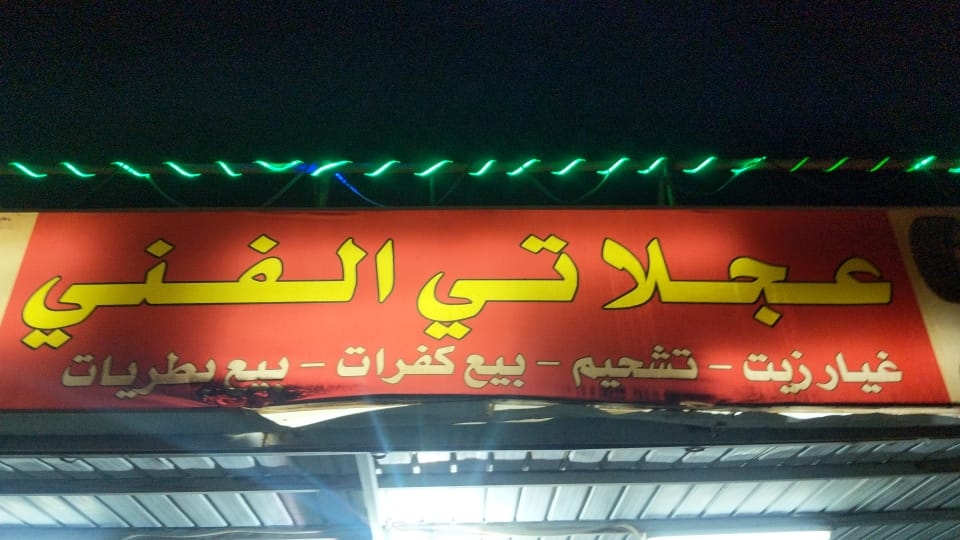 عجلاتي الفني
غيار زيت - تشحيم - بيع كفرات - بيع بطريات